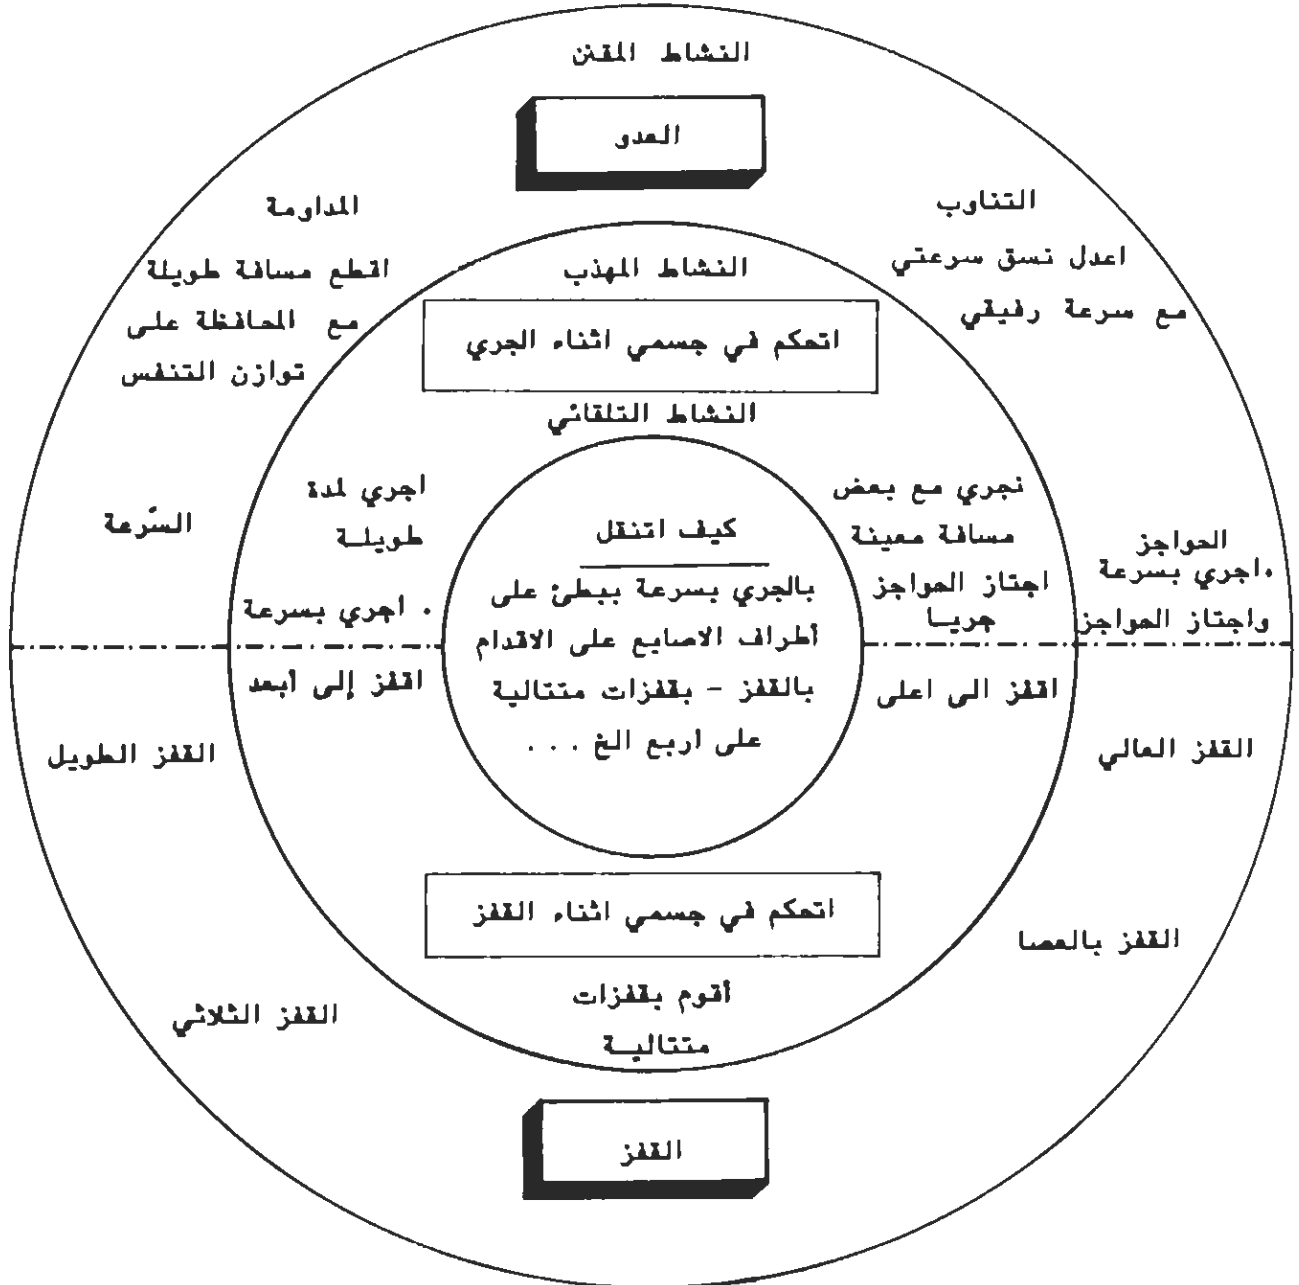 النشاط المقنن
العدو
التناوب
اعدل نسق سرعتي
مع سرعة رفيقي
المداومة
اقطع مسافة طويلة
مع المحافظة على
توازن التنفس
النشاط المهذب
اتحكم في جسمي اثناء الجري
النشاط التلقائي
نجري مع بعض
مسافة معينة
اجتاز الحواجز
جريـا
اجري لمدة
طويلـة
. اجري بسرعة
السّرعة
الحواجز
.اجري بسرعة
واجتاز الحواجز
كيف اتنقل
بالجري بسرعة ببطئ على
أطراف الاصابع على الاقدام
بالقفز – بقفزات متتالية
على اربع الخ . . .
اقفز الى اعلى
اقفز إلى أبعد
القفز العالي
القفز الطويل
اتحكم في جسمي اثناء القفز
القفز بالعصا
أقوم بقفزات
متتاليـة
القفز الثلاثي
القفز